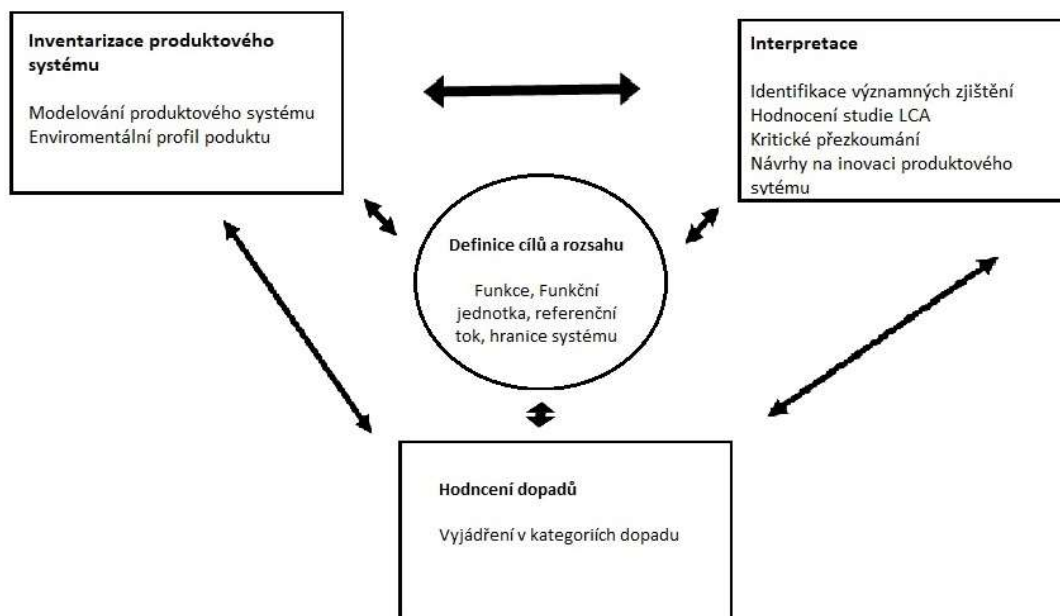 Inventarizace produktového
systému
Modelování produktového systému
Enviromentální profil poduktu
Interpretace
Identifikace významných zjištění
Hodnocení studie LCA
Kritické přezkoumání
Návrhy na inovaci produktového
sytému
Definice cílů a rozsahu
Funkce, Funkční
jednotka, referenční
tok, hranice systému
Hodncení dopadů
Vyjádření v kategoriích dopadu